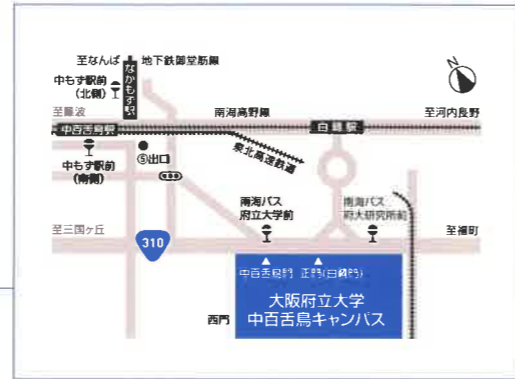 至なんば
地下鉄御堂筋線
なかもず駅
中もず駅前
(北側)
N
至難波
南海高野線
至河内長野
中百舌鳥駅
白鷺駅
泉北高速鉄道
中もず駅前
(南側)
⑤出口
南海バス
府立大学前
南海バス
府大研究所前
至三国ヶ丘
310
至福町
中百舌鳥門
正門(白鷺門)
西門
大阪府立大学
中百舌鳥キャンパス